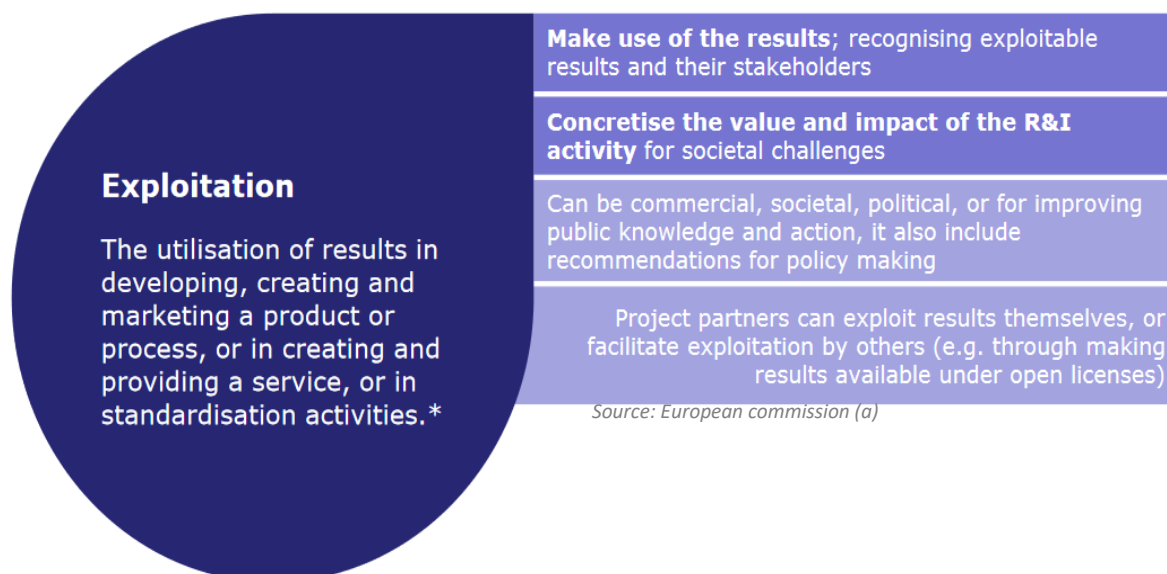 Exploitation
The utilisation of results in
developing, creating and
marketing a product or
process, or in creating and
providing a service, or in
standardisation activities.*
Make use of the results; recognising exploitable
results and their stakeholders
Concretise the value and impact of the R&I
activity for societal challenges
Can be commercial, societal, political, or for improving
public knowledge and action, it also include
recommendations for policy making
Project partners can exploit results themselves, or
facilitate exploitation by others (e.g. through making
results available under open licenses)
Source: European commission (a)